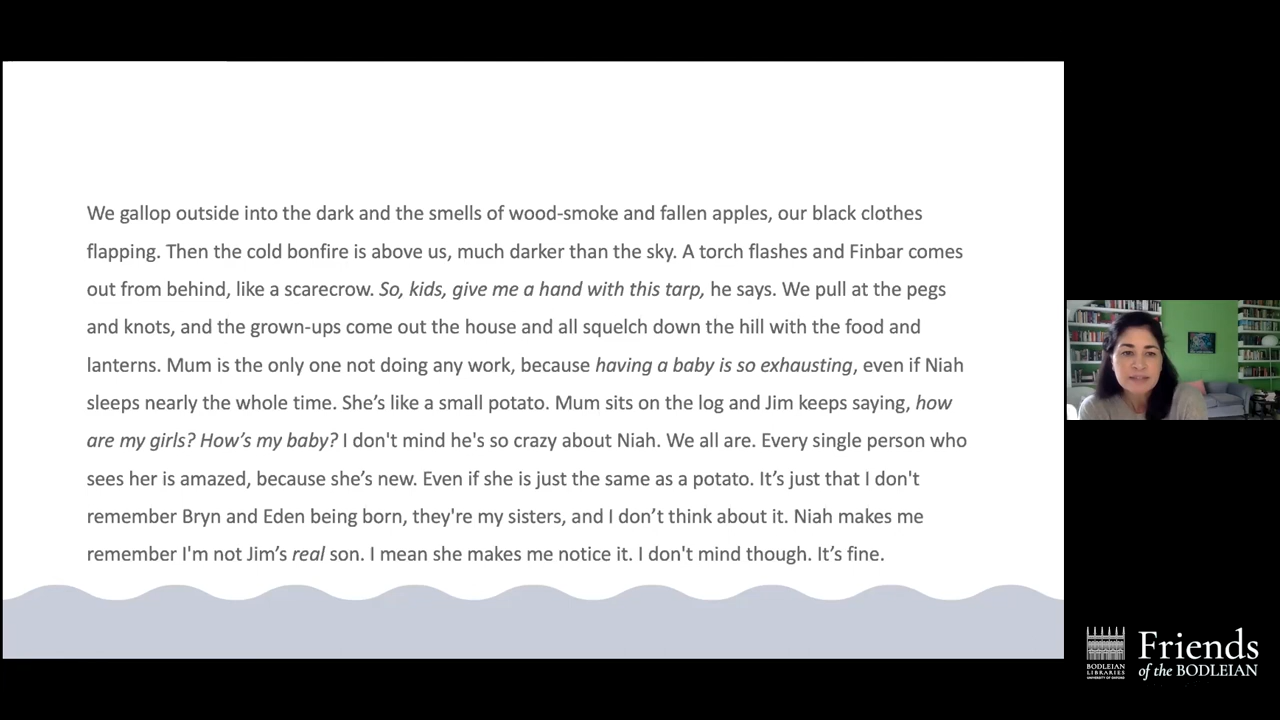 We gallop outside into the dark and the smells of wood-smoke and fallen apples, our black clothes
flapping. Then the cold bonfire is above us, much darker than the sky. A torch flashes and Finbar comes
out from behind, like a scarecrow. So, kids, give me a hand with this tarp, he says. We pull at the pegs
and knots, and the grown-ups come out the house and all squelch down the hill with the food and
lanterns. Mum is the only one not doing any work, because having a baby is so exhausting, even if Niah
sleeps nearly the whole time. She’s like a small potato. Mum sits on the log and Jim keeps saying, how
are my girls? How’s my baby? I don't mind he's so crazy about Niah. We all are. Every single person who
sees her is amazed, because she’s new. Even if she is just the same as a potato. It’s just that I don't
remember Bryn and Eden being born, they're my sisters, and I don’t think about it. Niah makes me
remember I'm not Jim’s real son. I mean she makes me notice it. I don't mind though. It’s fine.
Friends
of the BODLEIAN
BODLEIAN
LIBRARIES
UNIVERSITY OF OXFORD